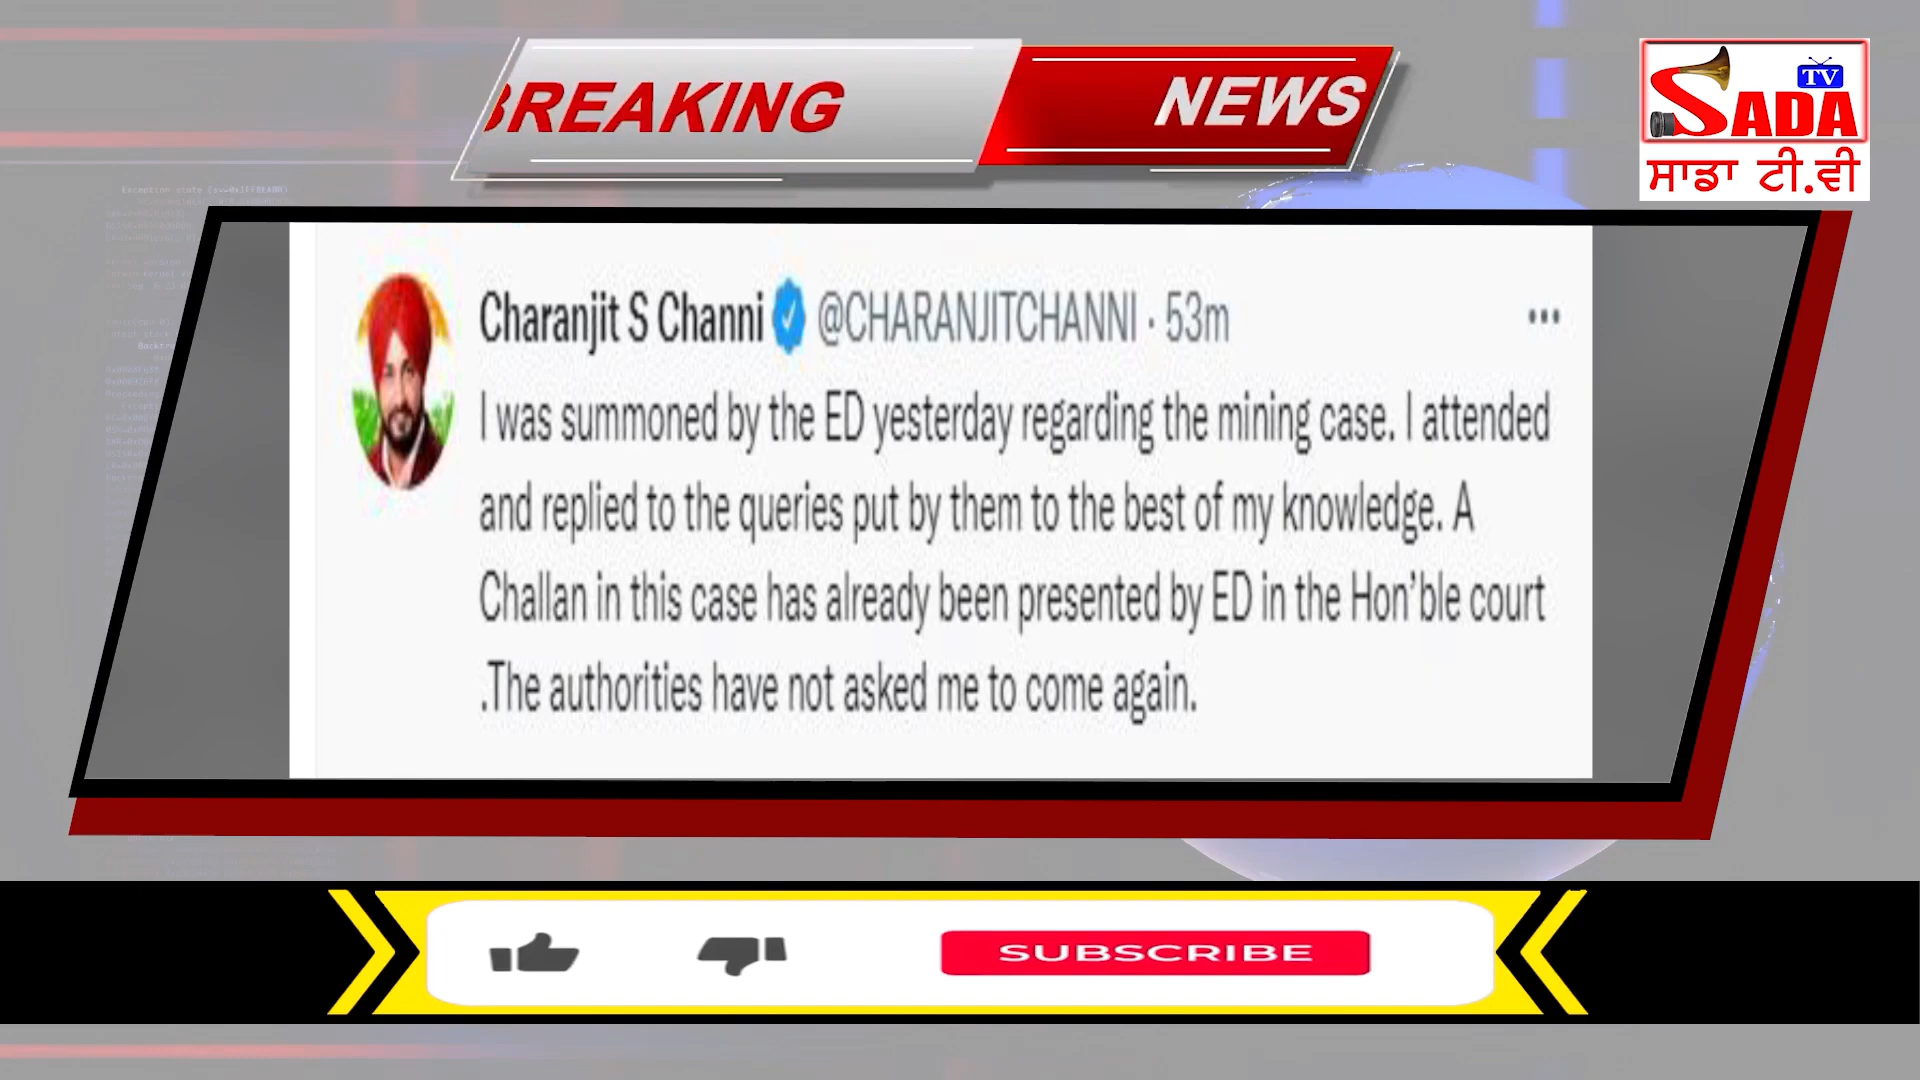 BREAKING NEWS
SADA TV
ਸਾਡਾ ਟੀ.ਵੀ
Charanjit S Channi @CHARANJITCHANNI · 53m
I was summoned by the ED yesterday regarding the mining case. I attended
and replied to the queries put by them to the best of my knowledge. A
Challan in this case has already been presented by ED in the Hon'ble court
.The authorities have not asked me to come again.
SUBSCRIBE